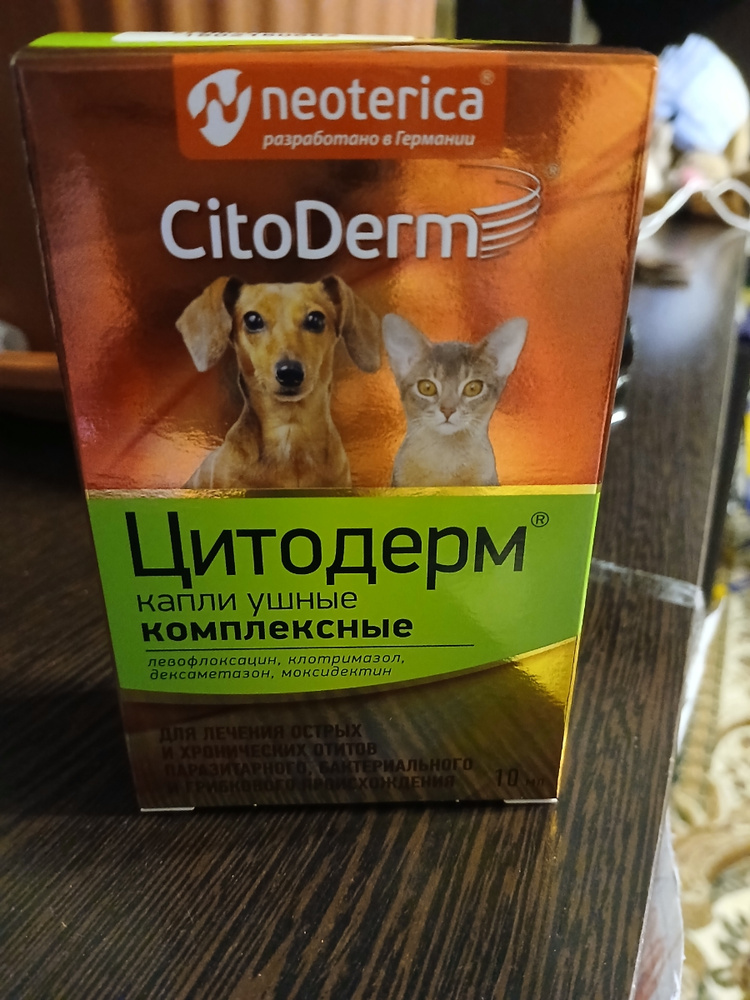 neoterica®
разработано в Германии
CitoDerm®
Цитодерм®
капли ушные
комплексные
левофлоксацин, клотримазол,
дексаметазон, моксидектин
ДЛЯ ЛЕЧЕНИЯ ОСТРЫХ
И ХРОНИЧЕСКИХ ОТИТОВ
ПАРАЗИТАРНОГО, БАКТЕРИАЛЬНОГО
И ГРИБКОВОГО ПРОИСХОЖДЕНИЯ
10 мл